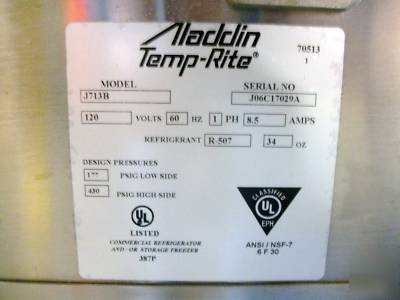 Aladdin
Temp-Rite®
70513
1
MODEL
SERIAL NO
J713B
J06C17029A
120 VOLTS 60 HZ 1 PH 8.5 AMPS
REFRIGERANT R-507 34 OZ
DESIGN PRESSURES
PSIG LOW SIDE
430 PSIG HIGH SIDE
UL
LISTED
COMMERCIAL REFRIGERATOR
AND / OR STORAGE FREEZER
387P
CLASSIFIED
UL
EPH
ANSI / NSF-7
6 F 30